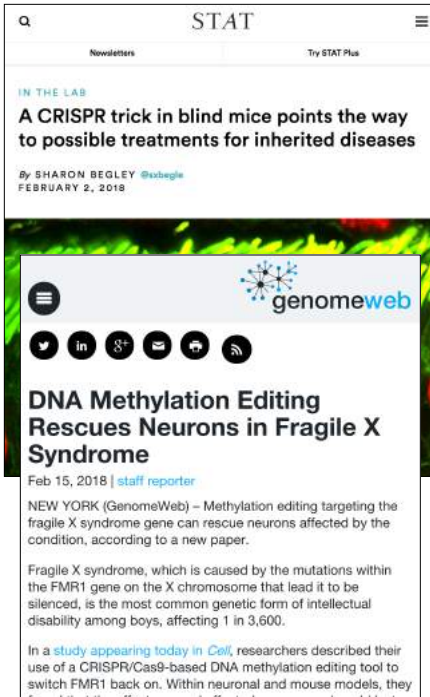 STAT
Newsletters
Try STAT Plus
IN THE LAB
A CRISPR trick in blind mice points the way
to possible treatments for inherited diseases
By SHARON BEGLEY @sxbegle
FEBRUARY 2, 2018
genomeweb
in
g+
DNA Methylation Editing
Rescues Neurons in Fragile X
Syndrome
Feb 15, 2018 | staff reporter
NEW YORK (GenomeWeb) – Methylation editing targeting the
fragile X syndrome gene can rescue neurons affected by the
condition, according to a new paper.
Fragile X syndrome, which is caused by the mutations within
the FMR1 gene on the X chromosome that lead it to be
silenced, is the most common genetic form of intellectual
disability among boys, affecting 1 in 3,600.
In a study appearing today in Cell, researchers described their
use of a CRISPR/Cas9-based DNA methylation editing tool to
switch FMR1 back on. Within neuronal and mouse models, they